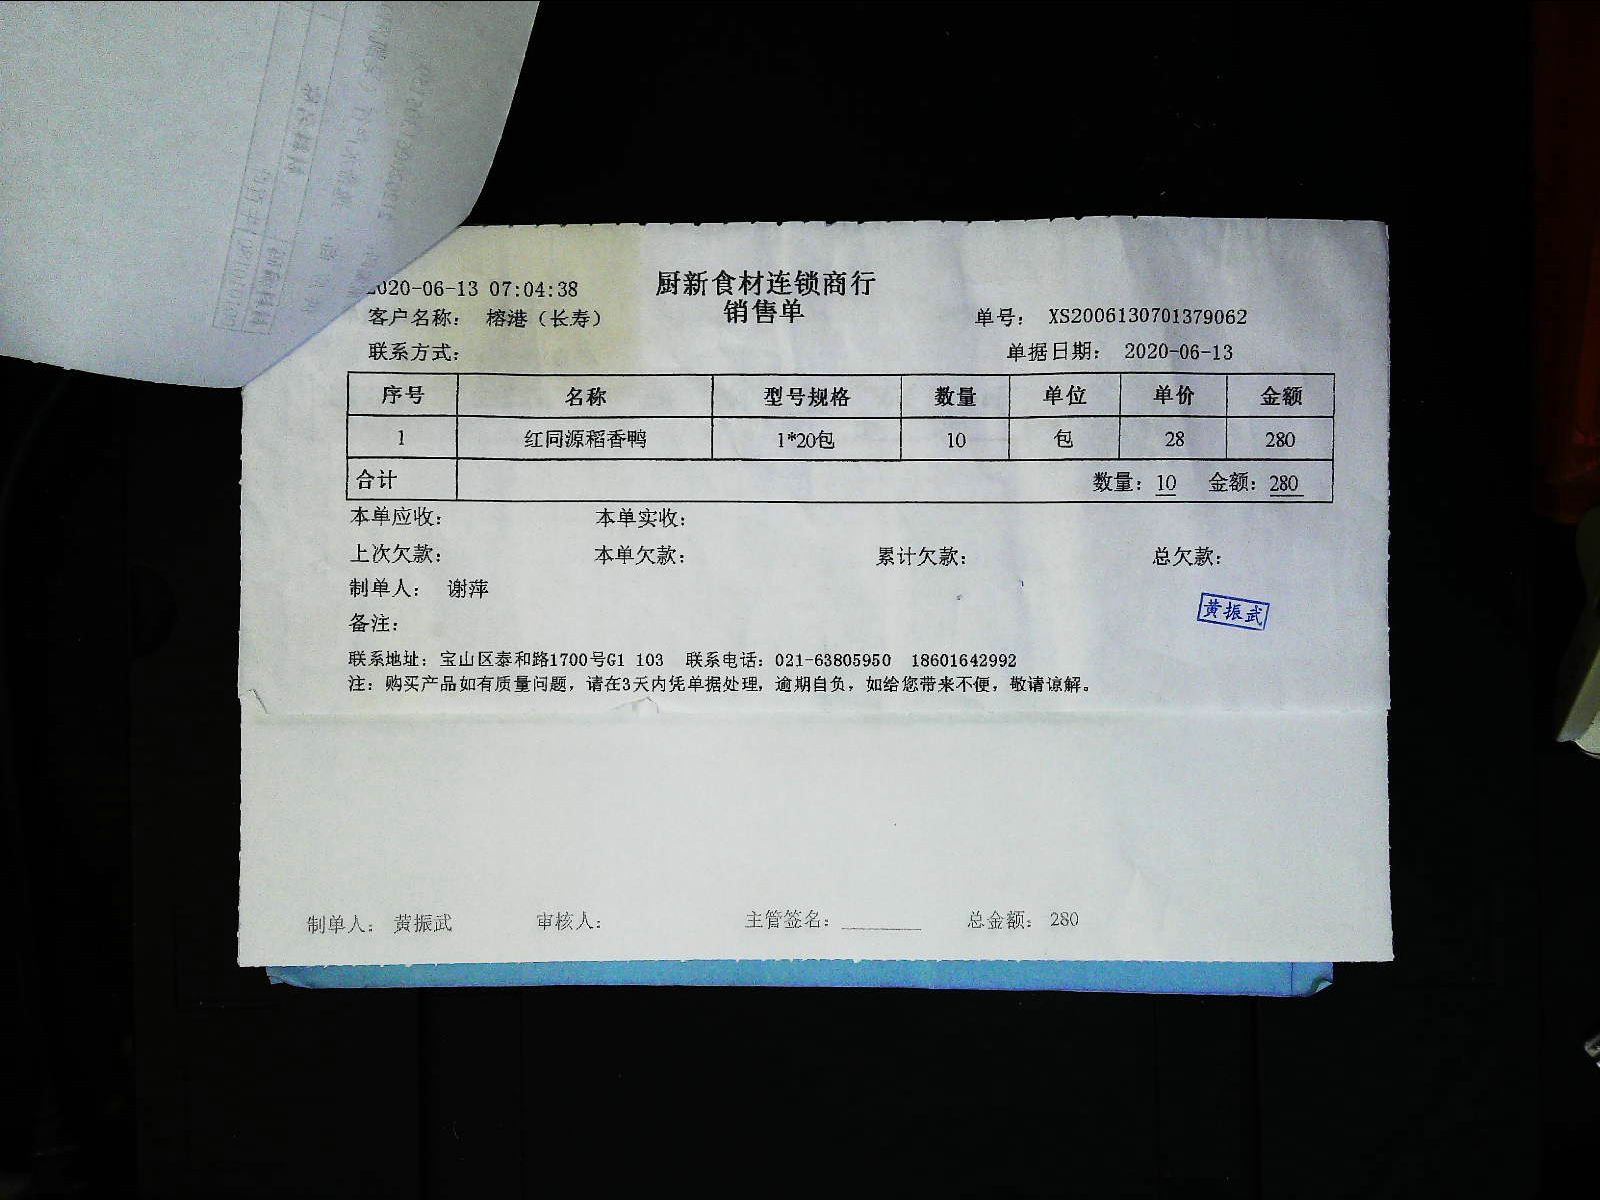 2020-06-13 07:04:38
厨新食材连锁商行
销售单
客户名称： 榕港（长寿）
单号： XS2006130701379062
联系方式：
单据日期： 2020-06-13
序号 名称 型号规格 数量 单位 单价 金额
1 红同源稻香鸭 1*20包 10 包 28 280
合计 数量：10 金额：280
本单应收： 本单实收：
上次欠款： 本单欠款： 累计欠款： 总欠款：
制单人： 谢萍
黄振武
备注：
联系地址：宝山区泰和路1700号G1 103 联系电话：021-63805950 18601642992
注：购买产品如有质量问题，请在3天内凭单据处理，逾期自负，如给您带来不便，敬请谅解。
制单人： 黄振武 审核人： 主管签名：________ 总金额： 280